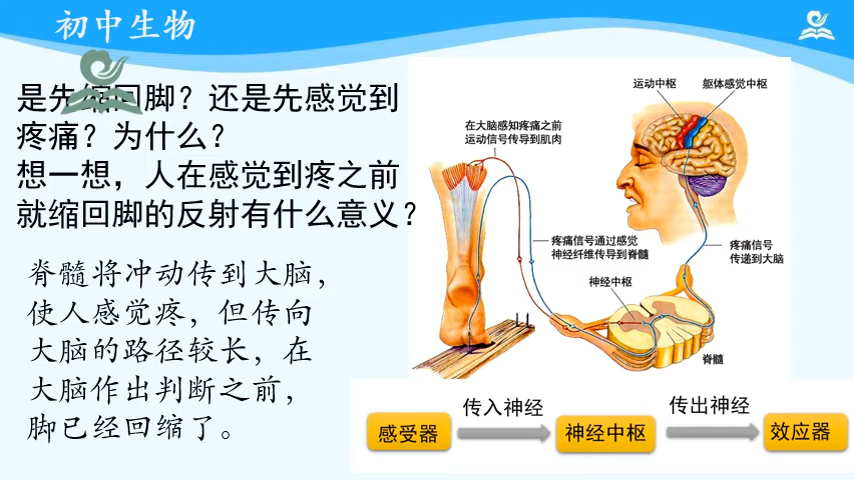 初中生物
是先缩回脚？还是先感觉到
疼痛？为什么？
想一想，人在感觉到疼之前
就缩回脚的反射有什么意义？
脊髓将冲动传到大脑，
使人感觉疼，但传向
大脑的路径较长，在
大脑作出判断之前，
脚已经回缩了。
运动中枢
躯体感觉中枢
在大脑感知疼痛之前
运动信号传导到肌肉
疼痛信号通过感觉
神经纤维传导到脊髓
疼痛信号
传递到大脑
神经中枢
脊髓
感受器
传入神经
神经中枢
传出神经
效应器